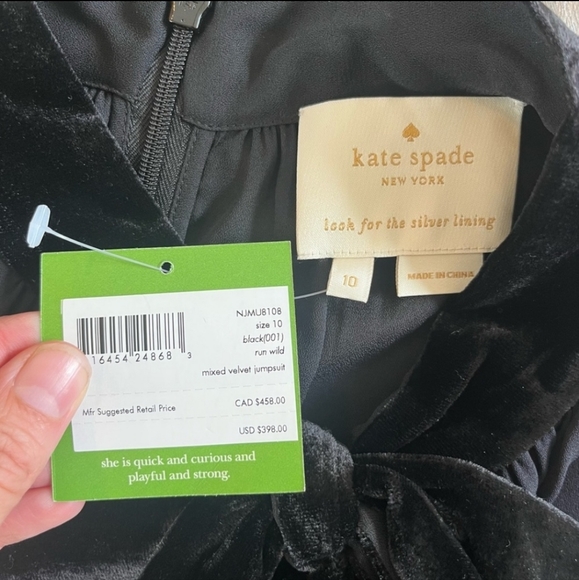 kate spade
NEW YORK
look for the silver lining
10
MADE IN CHINA
NJMU8108
size 10
black(001)
run wild
mixed velvet jumpsuit
16454 24868 3
Mfr Suggested Retail Price
CAD $458.00
USD $398.00
she is quick and curious and
playful and strong.